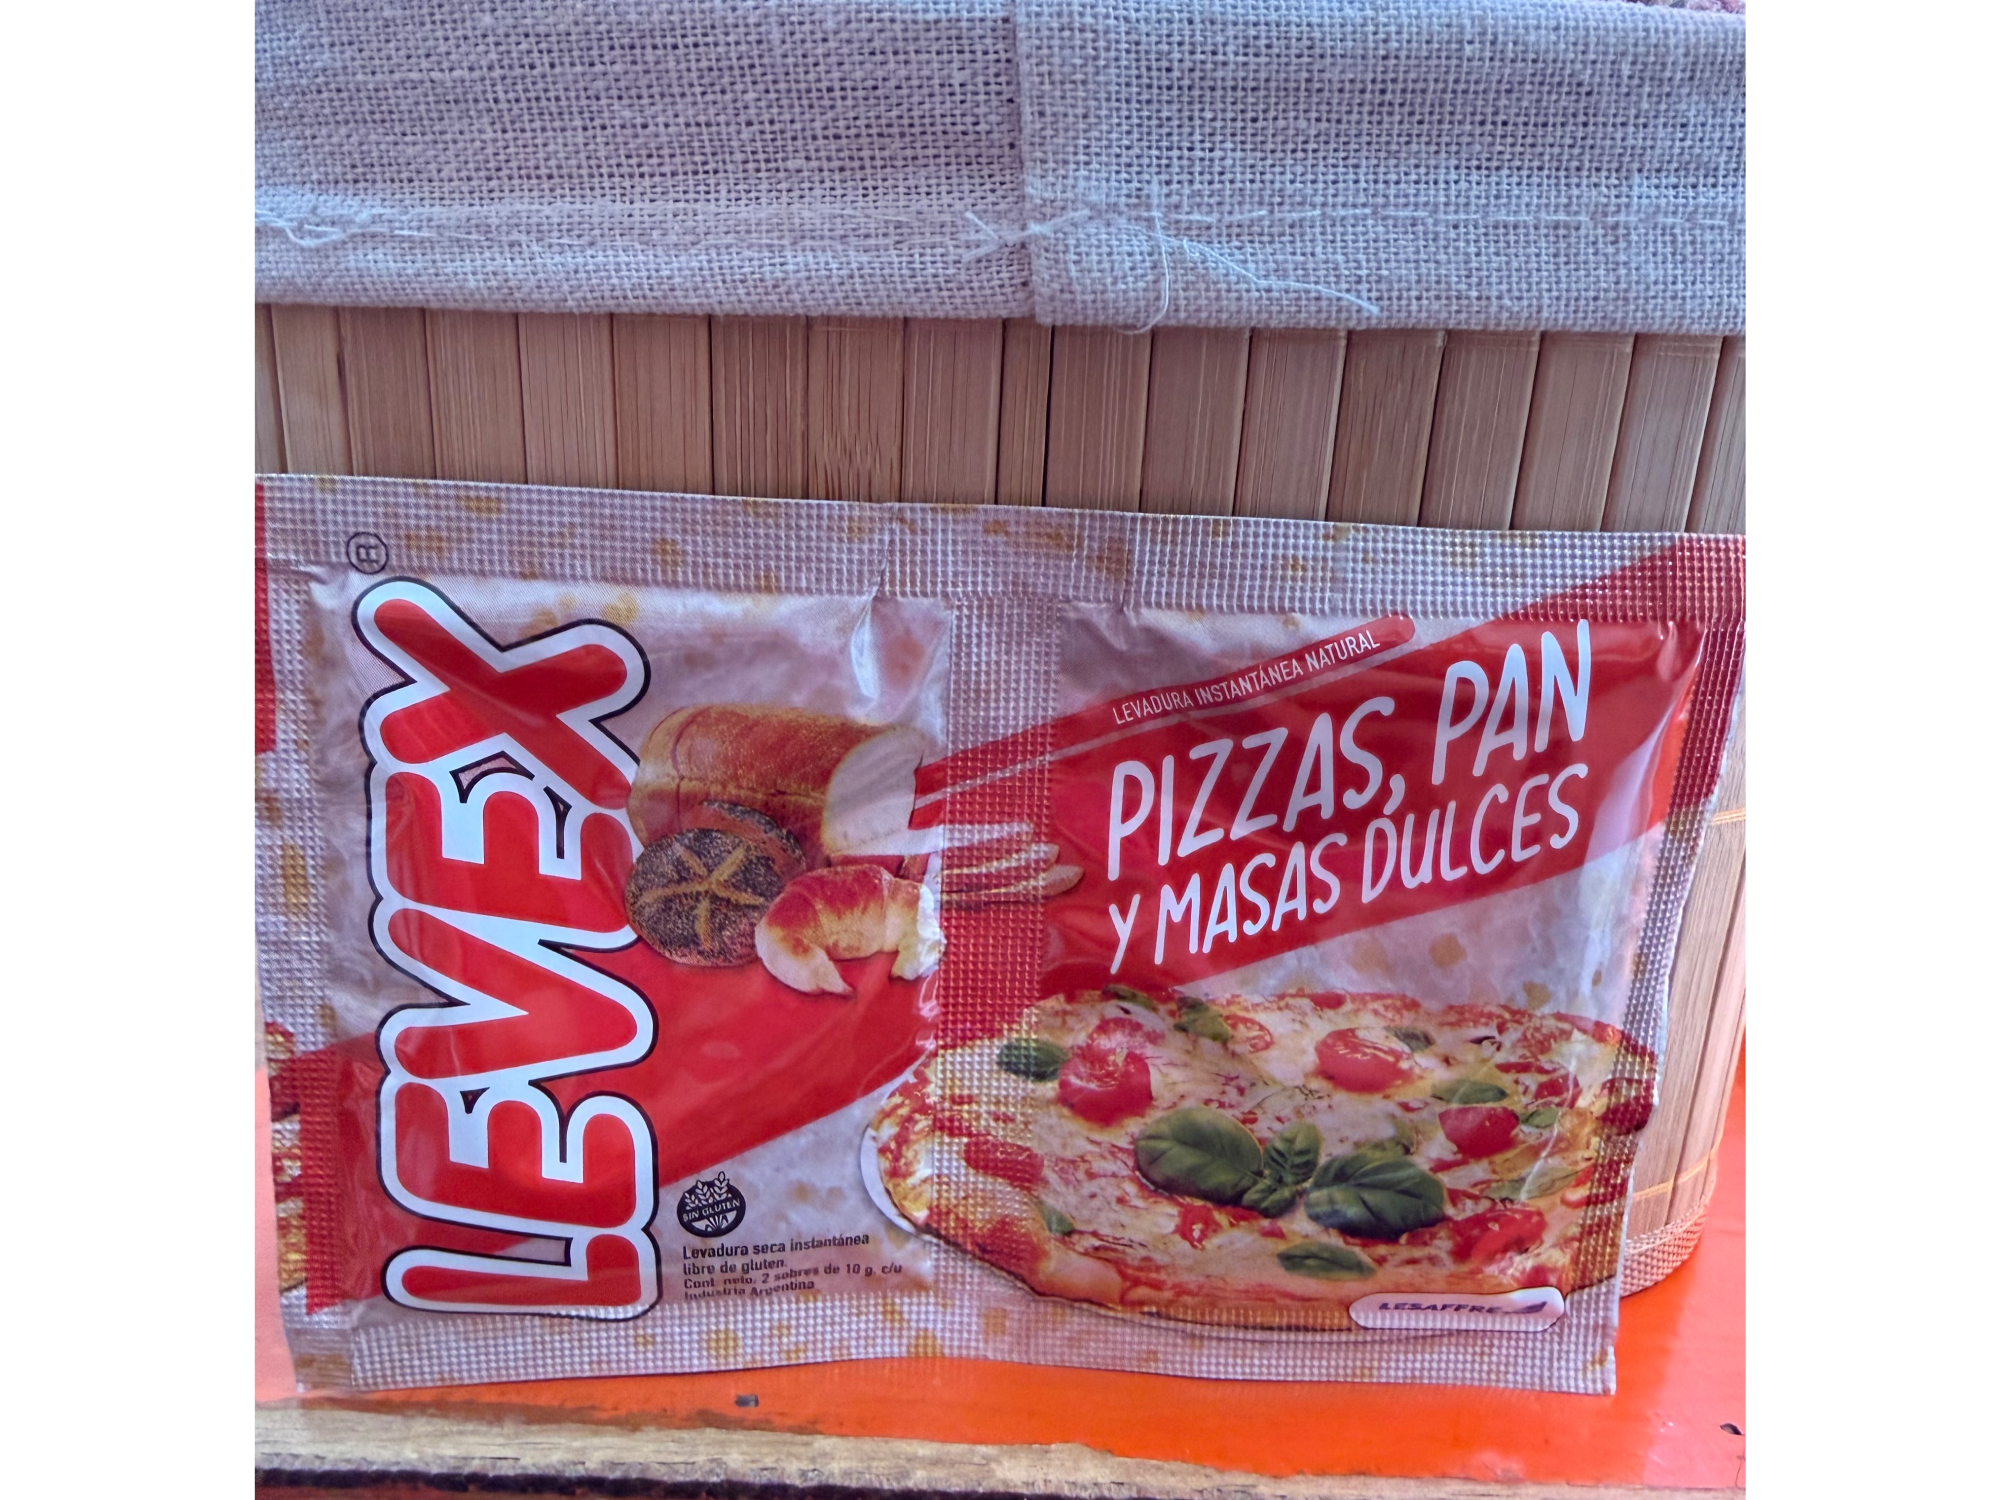 LEVEX®
SIN GLUTEN
Levadura seca instantánea
libre de gluten.
Cont. neto. 2 sobres de 10 g. c/u
Industria Argentina
LEVADURA INSTANTÁNEA NATURAL
PIZZAS, PAN
Y MASAS DULCES
LESAFFRE